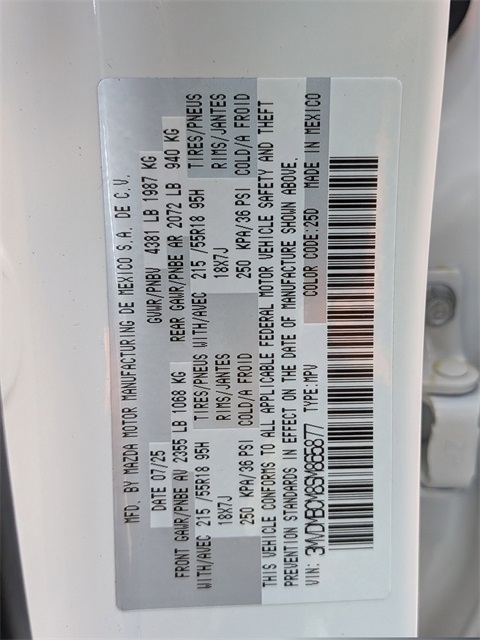 MFD. BY MAZDA MOTOR MANUFACTURING DE MEXICO S.A. DE C.V.
DATE 07/25 GVWR/PNBV 4381 LB 1987 KG
FRONT GAWR/PNBE AV 2355 LB 1068 KG REAR GAWR/PNBE AR 2072 LB 940 KG
WITH/AVEC 215 /55R18 95H TIRES/PNEUS WITH/AVEC 215 /55R18 95H TIRES/PNEUS
18X7J RIMS/JANTES 18X7J RIMS/JANTES
250 KPA/36 PSI COLD/A FROID 250 KPA/36 PSI COLD/A FROID
THIS VEHICLE CONFORMS TO ALL APPLICABLE FEDERAL MOTOR VEHICLE SAFETY AND THEFT
PREVENTION STANDARDS IN EFFECT ON THE DATE OF MANUFACTURE SHOWN ABOVE.
VIN: 3MVDMBCM8SM865877 TYPE:MPV COLOR CODE:25D MADE IN MEXICO